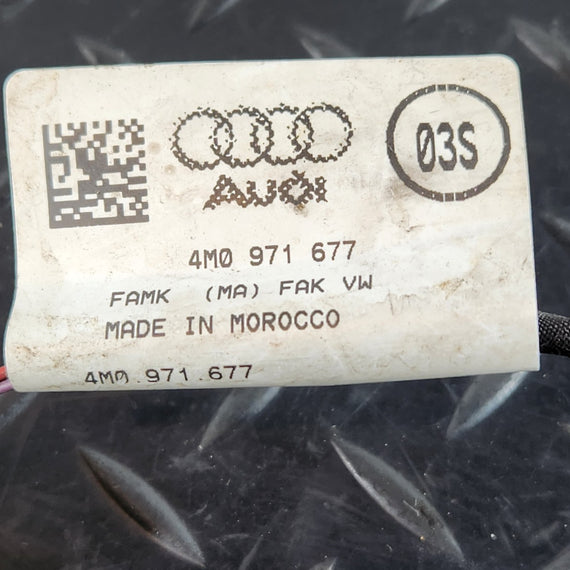 03S
Audi
4M0 971 677
FAMK (MA) FAK VW
MADE IN MOROCCO
4M0.971.677